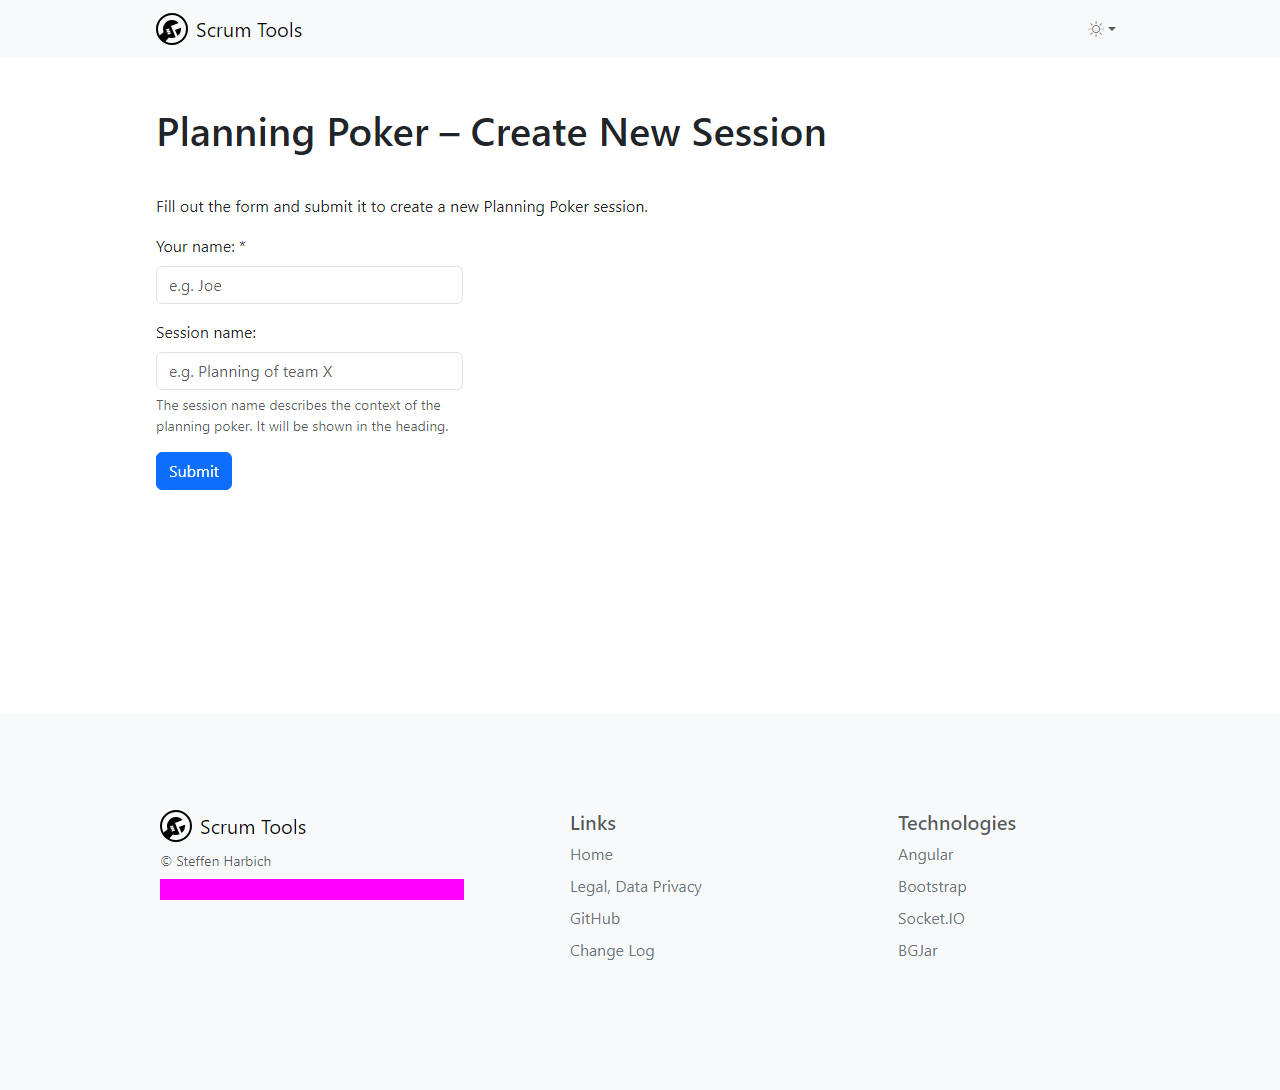 Scrum Tools
Planning Poker – Create New Session
Fill out the form and submit it to create a new Planning Poker session.
Your name: *
e.g. Joe
Session name:
e.g. Planning of team X
The session name describes the context of the
planning poker. It will be shown in the heading.
Submit
Scrum Tools
© Steffen Harbich
Links
Home
Legal, Data Privacy
GitHub
Change Log
Technologies
Angular
Bootstrap
Socket.IO
BGJar